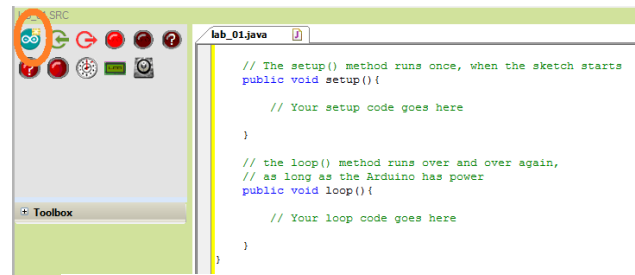 lab_01.java
// The setup() method runs once, when the sketch starts
public void setup(){
// Your setup code goes here
}
// the loop() method runs over and over again,
// as long as the Arduino has power
public void loop(){
// Your loop code goes here
}
}
Toolbox